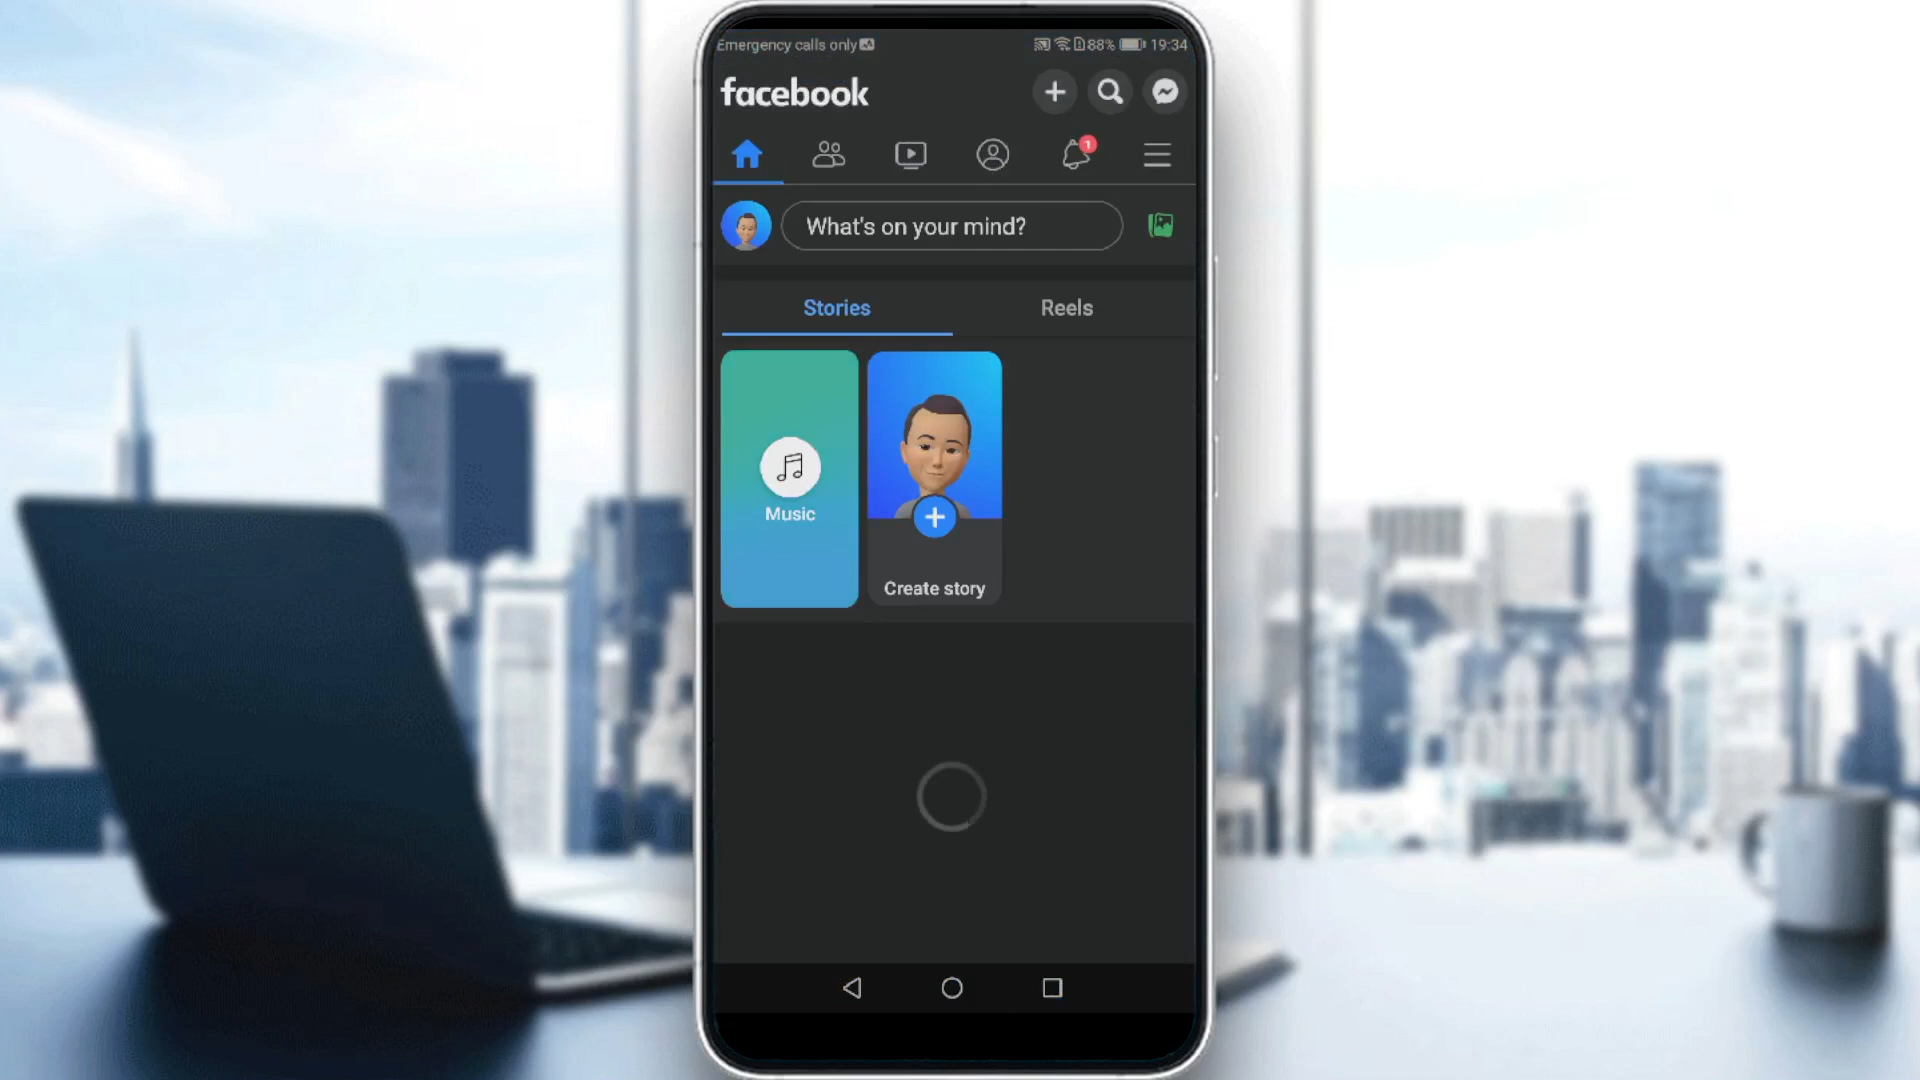 Emergency calls only
88% 19:34
facebook
1
What's on your mind?
Stories Reels
Music
Create story